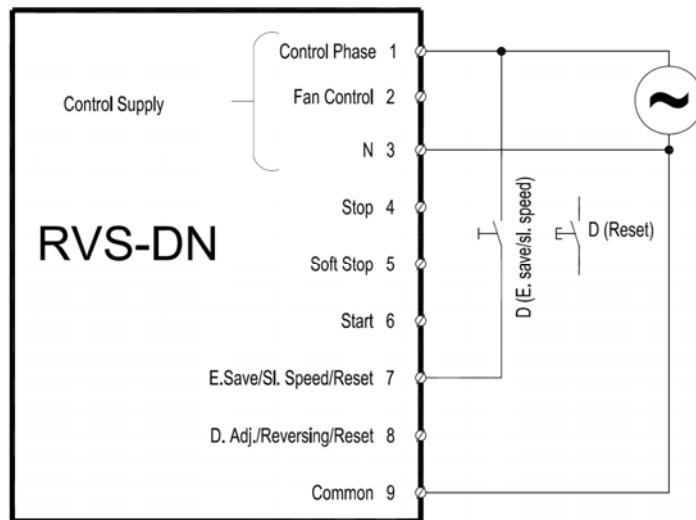 Control Phase 1
Fan Control 2
Control Supply
N 3
Stop 4
RVS-DN
Soft Stop 5
Start 6
E.Save/Sl. Speed/Reset 7
D. Adj./Reversing/Reset 8
Common 9
D (E. save/sl. speed)
D (Reset)
~